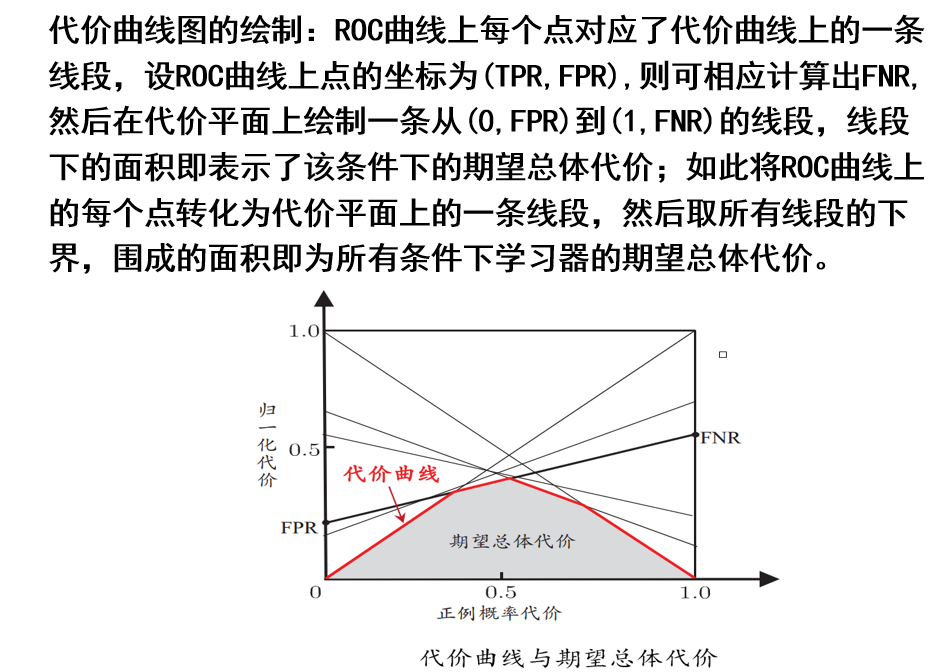 代价曲线图的绘制：ROC曲线上每个点对应了代价曲线上的一条
线段，设ROC曲线上点的坐标为(TPR,FPR),则可相应计算出FNR,
然后在代价平面上绘制一条从(0,FPR)到(1,FNR)的线段，线段
下的面积即表示了该条件下的期望总体代价；如此将ROC曲线上
的每个点转化为代价平面上的一条线段，然后取所有线段的下
界，围成的面积即为所有条件下学习器的期望总体代价。
1.0
归一化代价
0.5
代价曲线
FNR
FPR
期望总体代价
0
0.5
1.0
正例概率代价
代价曲线与期望总体代价